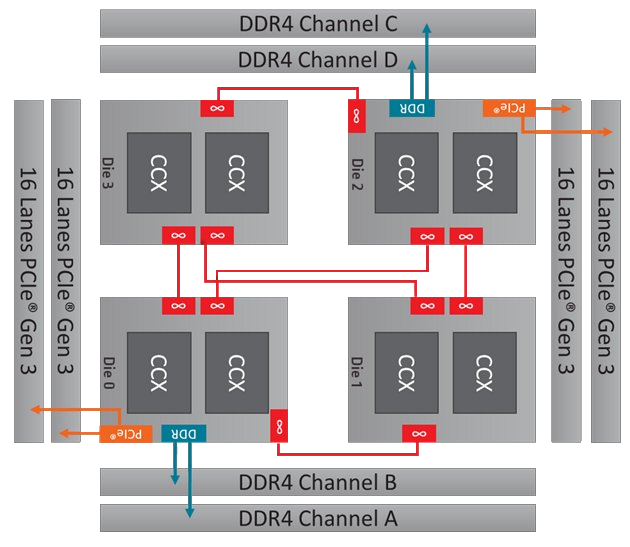 DDR4 Channel C
DDR4 Channel D
16 Lanes PCIe® Gen 3
16 Lanes PCIe® Gen 3
∞
Die 3
CCX
CCX
∞
∞
∞
DDR
PCIe®
Die 2
CCX
CCX
∞
∞
16 Lanes PCIe® Gen 3
16 Lanes PCIe® Gen 3
∞
∞
Die 0
CCX
CCX
PCIe®
DDR
∞
∞
∞
Die 1
CCX
CCX
∞
DDR4 Channel B
DDR4 Channel A